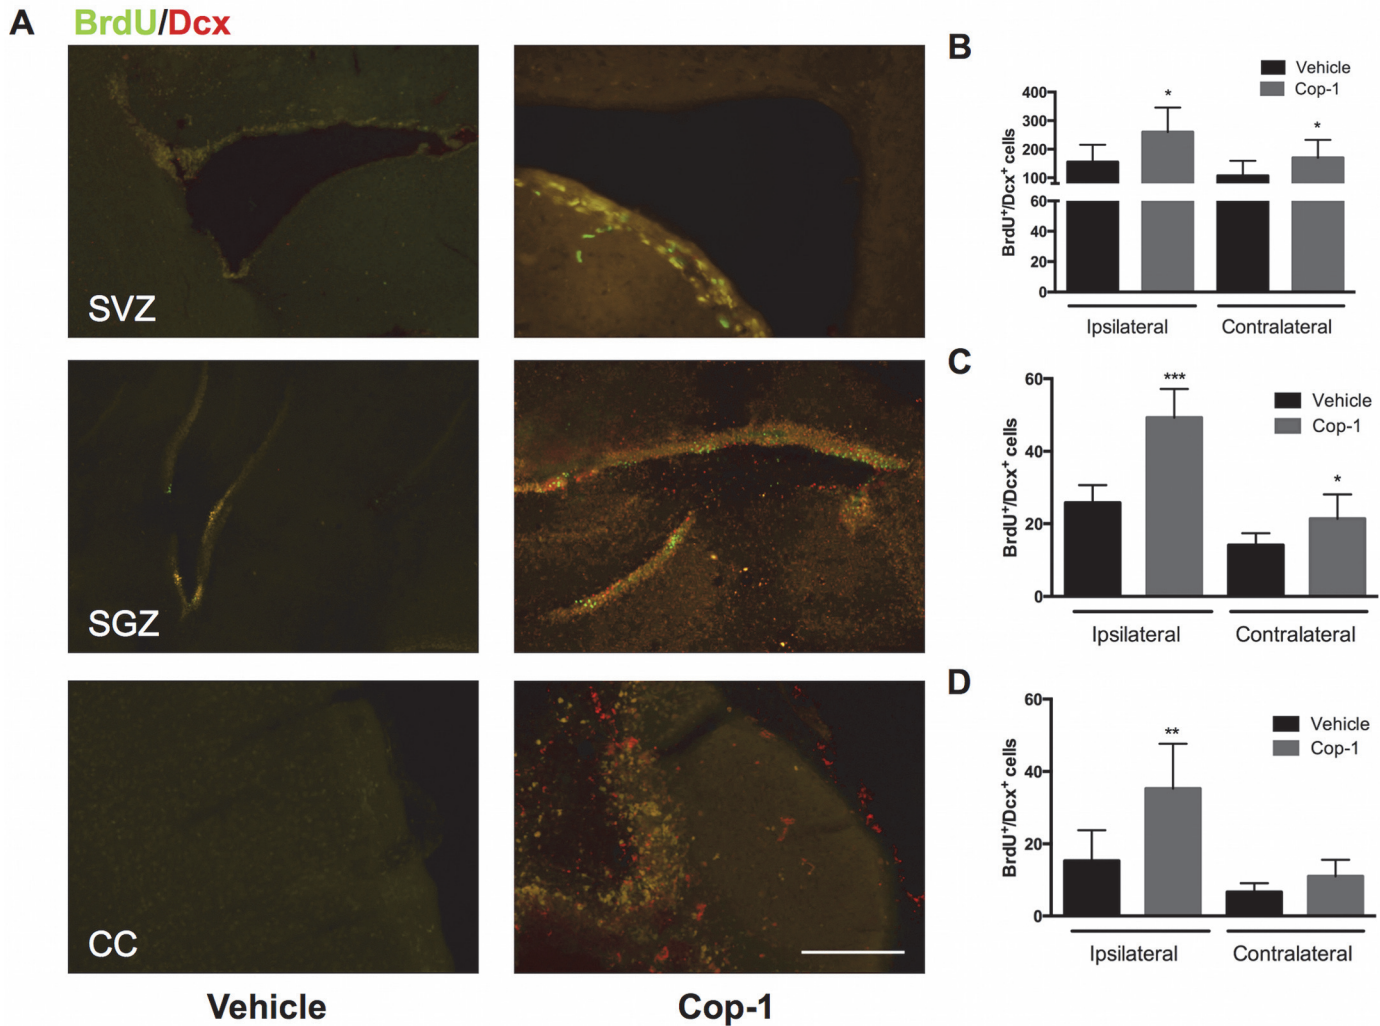 A
BrdU/Dcx
SVZ
SGZ
CC
Vehicle
Cop-1
B
Vehicle
Cop-1
BrdU+/Dcx+ cells
400
300
200
100
60
40
20
0
*
*
Ipsilateral
Contralateral
C
Vehicle
Cop-1
BrdU+/Dcx+ cells
60
40
20
0
***
*
Ipsilateral
Contralateral
D
Vehicle
Cop-1
BrdU+/Dcx+ cells
60
40
20
0
**
Ipsilateral
Contralateral